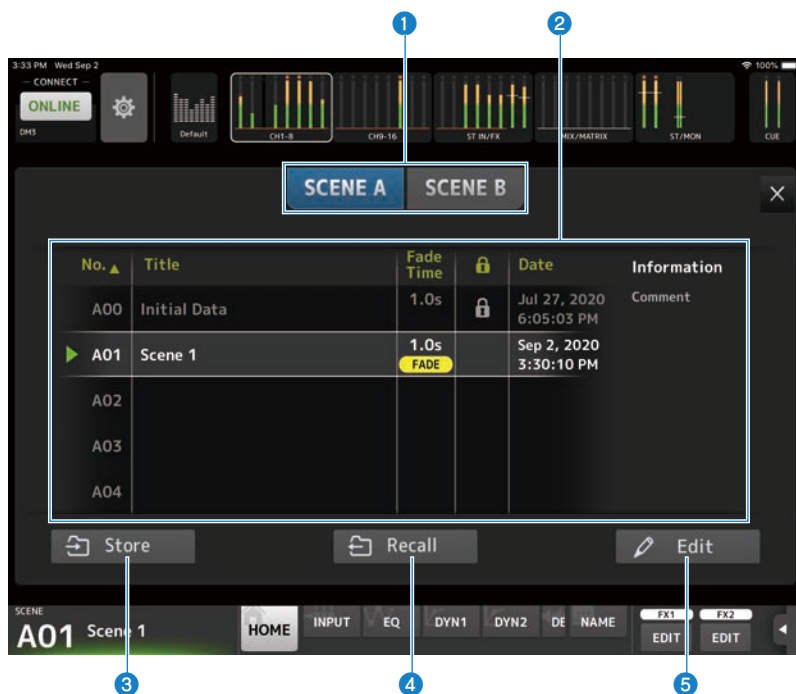 1 2
3:33 PM Wed Sep 2 100%
CONNECT
ONLINE
DM3
Default
CH1-8
CH9-16
ST IN/FX
MIX/MATRIX
ST/MON
CUE
SCENE A SCENE B
No. Title Fade Time Date Information
A00 Initial Data 1.0s Jul 27, 2020 6:05:03 PM Comment
A01 Scene 1 1.0s FADE Sep 2, 2020 3:30:10 PM
A02
A03
A04
Store Recall Edit
SCENE
A01 Scene 1
HOME INPUT EQ DYN1 DYN2 DE NAME
FX1 FX2
EDIT EDIT
3 4 5